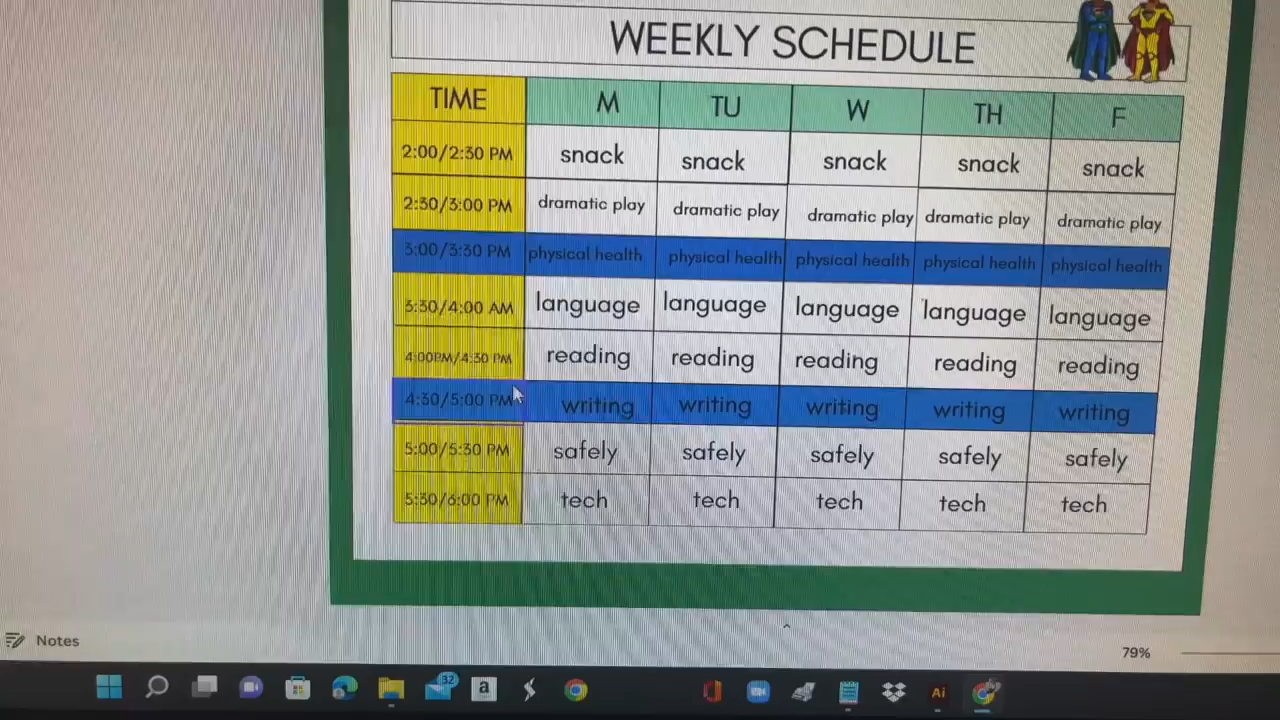 WEEKLY SCHEDULE
TIME M TU W TH F
2:00/2:30 PM snack snack snack snack snack
2:30/3:00 PM dramatic play dramatic play dramatic play dramatic play dramatic play
3:00/3:30 PM physical health physical health physical health physical health physical health
3:30/4:00 AM language language language language language
4:00PM/4:30 PM reading reading reading reading reading
4:30/5:00 PM writing writing writing writing writing
5:00/5:30 PM safely safely safely safely safely
5:30/6:00 PM tech tech tech tech tech
Notes
79%
32
a
Ai